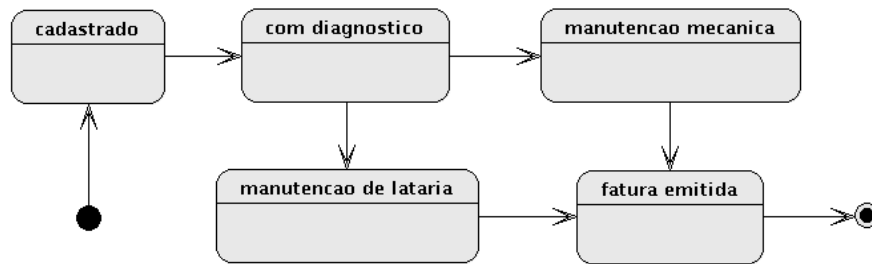 cadastrado
com diagnostico
manutencao mecanica
manutencao de lataria
fatura emitida